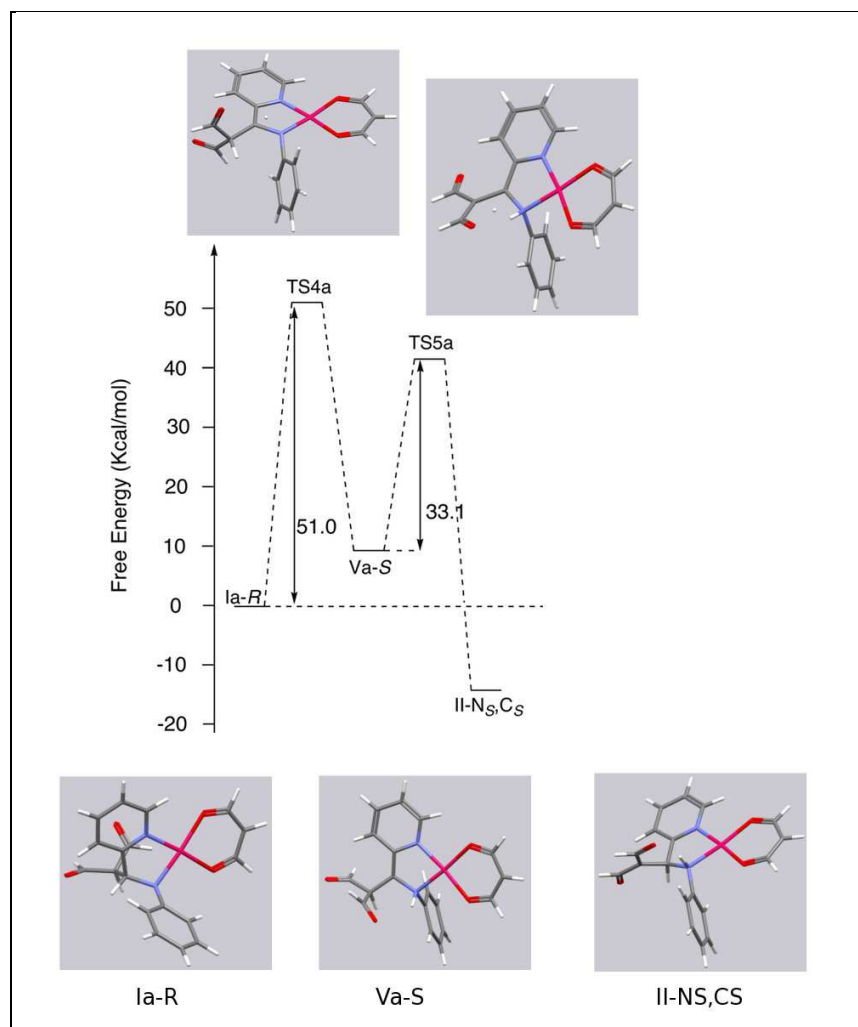 TS4a
TS5a
50
40
30
20
10
0
-10
-20
Free Energy (Kcal/mol)
51.0
33.1
Ia-R
Va-S
II-NS,CS
Ia-R
Va-S
II-NS,CS